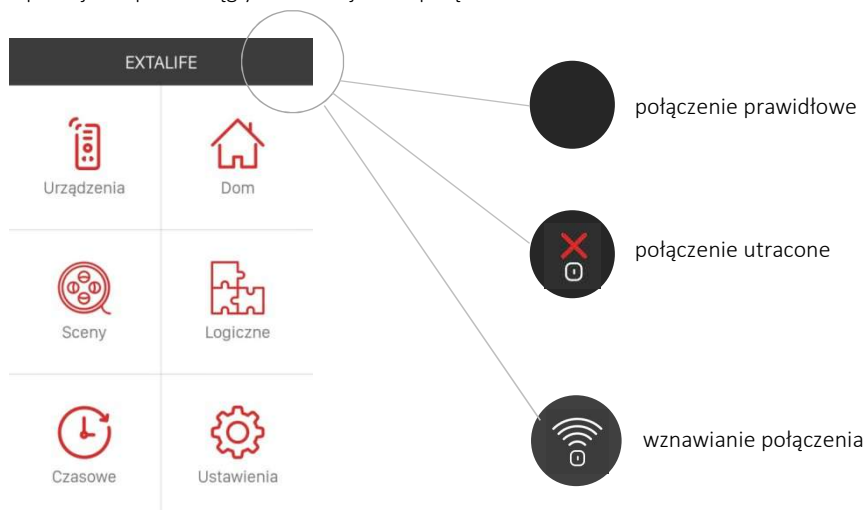 EXTALIFE
Urządzenia
Dom
Sceny
Logiczne
Czasowe
Ustawienia
połączenie prawidłowe
połączenie utracone
wznawianie połączenia